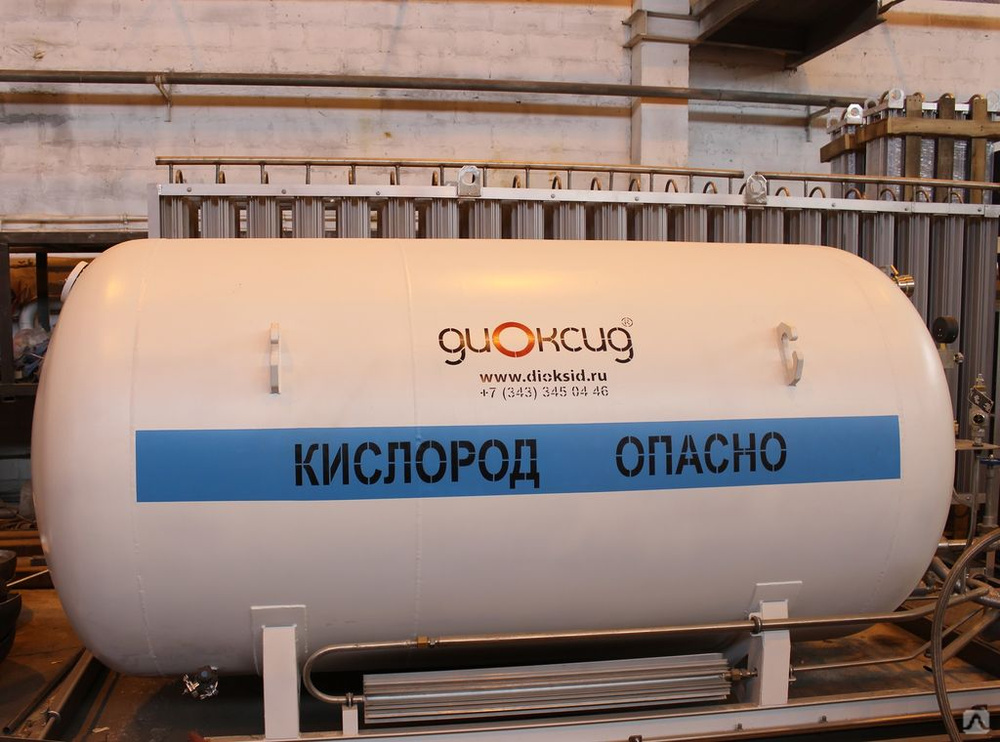 диоксид®
www.dioksid.ru
+7 (343) 345 04 46
КИСЛОРОД ОПАСНО